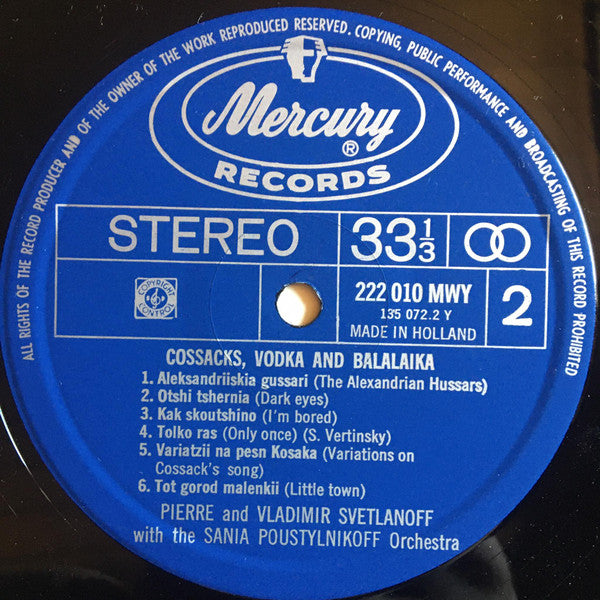 ALL RIGHTS OF THE RECORD PRODUCER AND OF THE OWNER OF THE WORK REPRODUCED RESERVED. COPYING, PUBLIC PERFORMANCE AND BROADCASTING OF THIS RECORD PROHIBITED
Mercury®
RECORDS
STEREO 33 1/3
COPYRIGHT CONTROL
222 010 MWY 2
135 072.2 Y
MADE IN HOLLAND
COSSACKS, VODKA AND BALALAIKA
1. Aleksandriiskia gussari (The Alexandrian Hussars)
2. Otshi tshernia (Dark eyes)
3. Kak skoutshino (I'm bored)
4. Tolko ras (Only once) (S. Vertinsky)
5. Variatzii na pesn Kosaka (Variations on
Cossack's song)
6. Tot gorod malenkii (Little town)
PIERRE and VLADIMIR SVETLANOFF
with the SANIA POUSTYLNIKOFF Orchestra